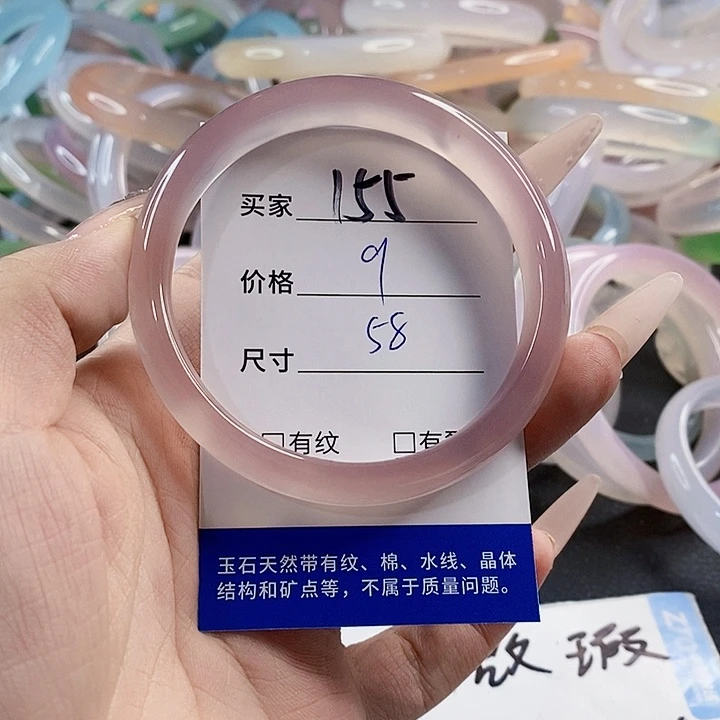 买家 155
价格 9
尺寸 58
□有纹 □有
玉石天然带有纹、棉、水线、晶体
结构和矿点等，不属于质量问题。
瑕